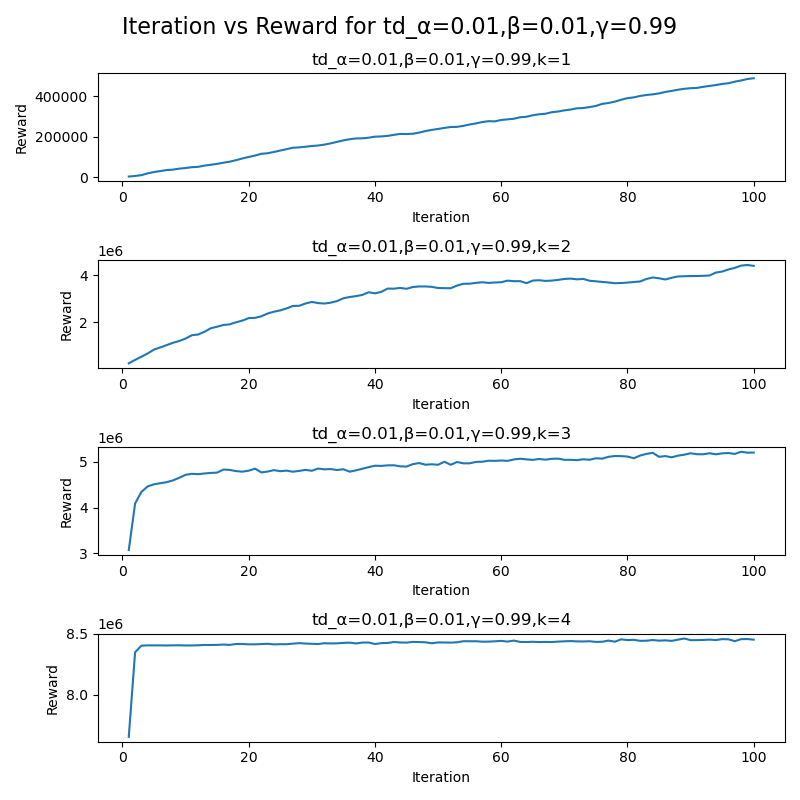 Iteration vs Reward for td_α=0.01,β=0.01,γ=0.99
td_α=0.01,β=0.01,γ=0.99,k=1
400000
200000
0
Reward
0 20 40 60 80 100
Iteration
td_α=0.01,β=0.01,γ=0.99,k=2
1e6
4
2
Reward
0 20 40 60 80 100
Iteration
td_α=0.01,β=0.01,γ=0.99,k=3
1e6
5
4
3
Reward
0 20 40 60 80 100
Iteration
td_α=0.01,β=0.01,γ=0.99,k=4
1e6
8.5
8.0
Reward
0 20 40 60 80 100
Iteration